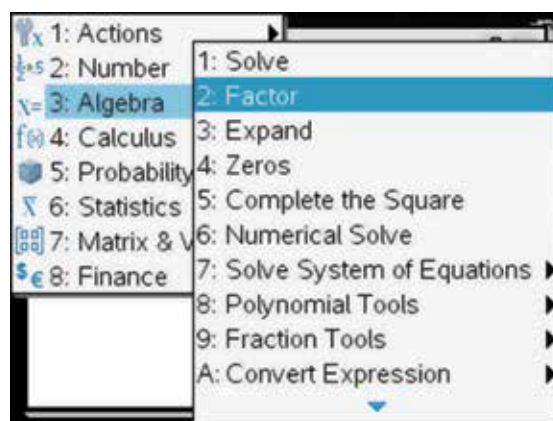 1: Actions
2: Number
3: Algebra
4: Calculus
5: Probability
6: Statistics
7: Matrix & V
8: Finance
1: Solve
2: Factor
3: Expand
4: Zeros
5: Complete the Square
6: Numerical Solve
7: Solve System of Equations
8: Polynomial Tools
9: Fraction Tools
A: Convert Expression